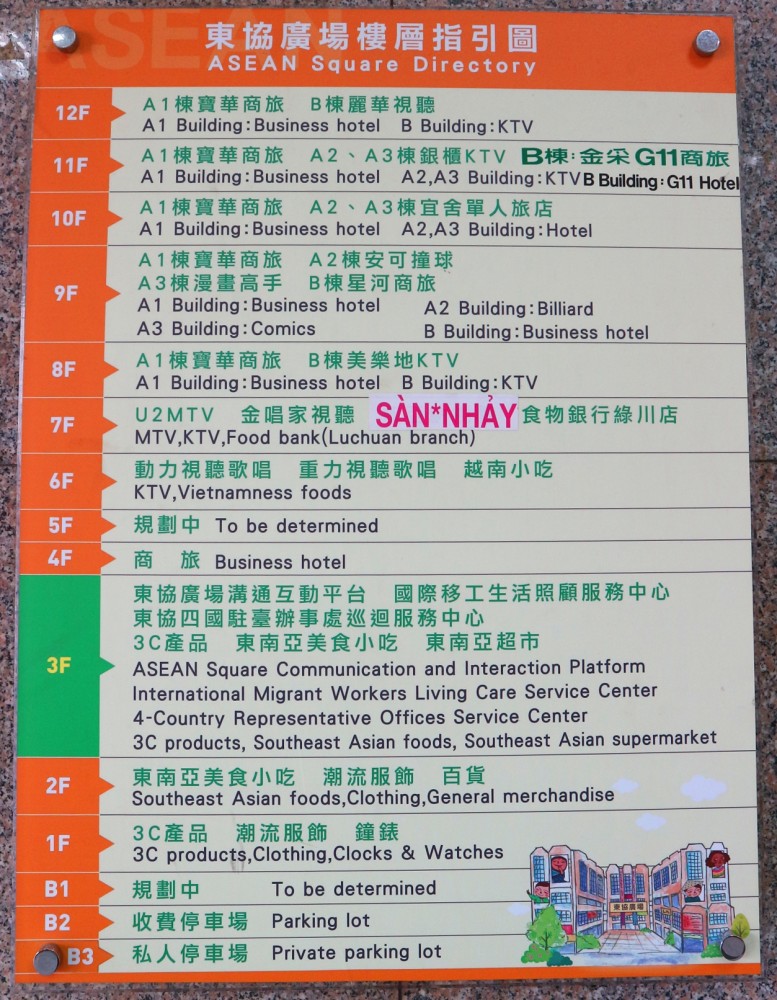 ASEAN
東協廣場樓層指引圖
ASEAN Square Directory
12F
A1棟寶華商旅 B棟麗華視聽
A1 Building:Business hotel B Building:KTV
11F
A1棟寶華商旅 A2、A3棟銀櫃KTV B棟:金采G11商旅
A1 Building:Business hotel A2,A3 Building:KTV B Building:G11 Hotel
10F
A1棟寶華商旅 A2、A3棟宜舍單人旅店
A1 Building:Business hotel A2,A3 Building:Hotel
9F
A1棟寶華商旅 A2棟安可撞球
A3棟漫畫高手 B棟星河商旅
A1 Building:Business hotel A2 Building:Billiard
A3 Building:Comics B Building:Business hotel
8F
A1棟寶華商旅 B棟美樂地KTV
A1 Building:Business hotel B Building:KTV
7F
U2MTV 金唱家視聽 SÀN*NHẢY 食物銀行綠川店
MTV,KTV,Food bank(Luchuan branch)
6F
動力視聽歌唱 重力視聽歌唱 越南小吃
KTV,Vietnamness foods
5F
規劃中 To be determined
4F
商 旅 Business hotel
3F
東協廣場溝通互動平台 國際移工生活照顧服務中心
東協四國駐臺辦事處巡迴服務中心
3C產品 東南亞美食小吃 東南亞超市
ASEAN Square Communication and Interaction Platform
International Migrant Workers Living Care Service Center
4-Country Representative Offices Service Center
3C products, Southeast Asian foods, Southeast Asian supermarket
2F
東南亞美食小吃 潮流服飾 百貨
Southeast Asian foods,Clothing,General merchandise
1F
3C產品 潮流服飾 鐘錶
3C products,Clothing,Clocks & Watches
B1
規劃中 To be determined
B2
收費停車場 Parking lot
B3
私人停車場 Private parking lot
東協廣場